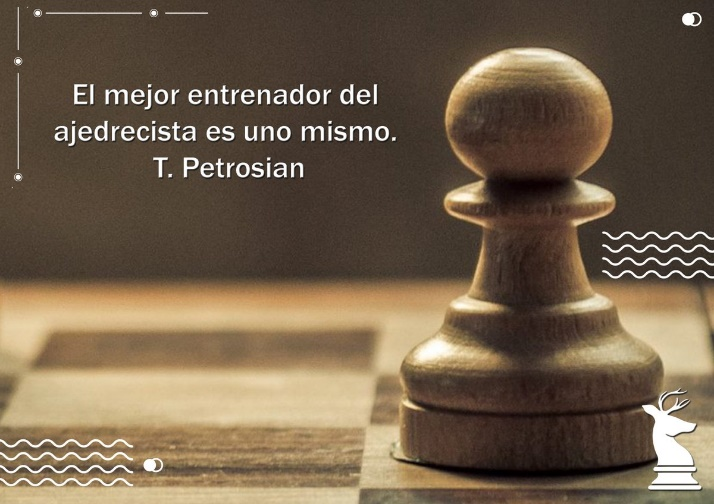 El mejor entrenador del
ajedrecista es uno mismo.
T. Petrosian